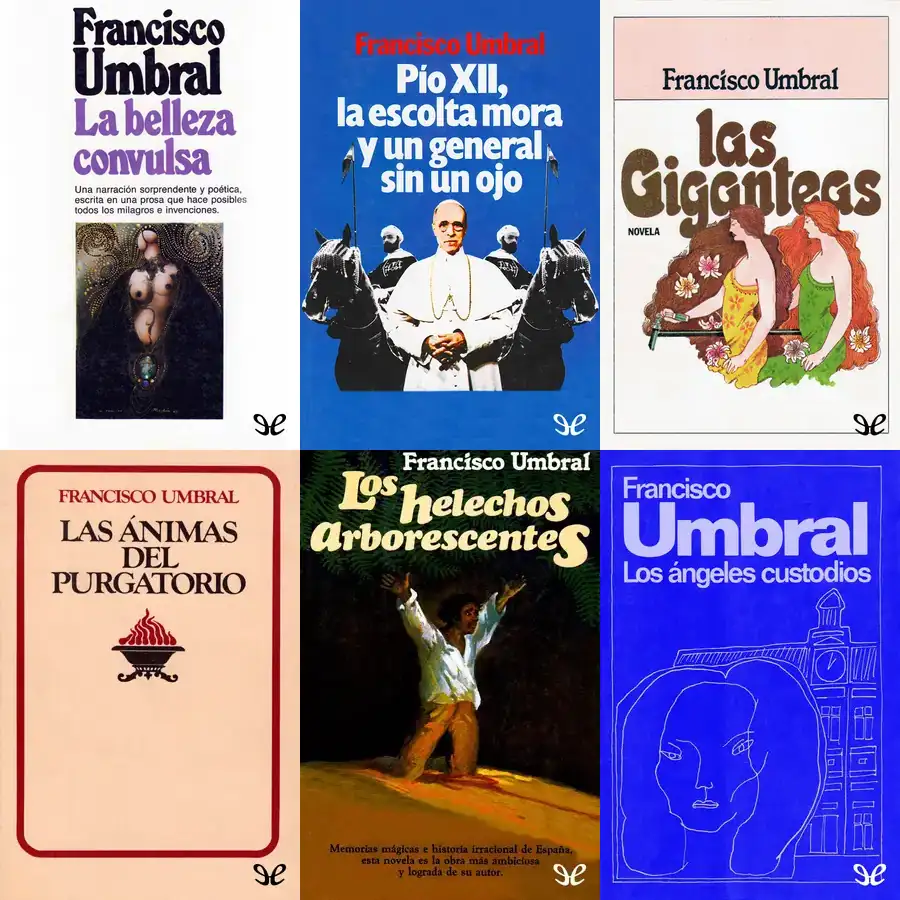 Francisco
Umbral
La belleza
convulsa
Una narración sorprendente y poética,
escrita en una prosa que hace posibles
todos los milagros e invenciones.
Francisco Umbral
Pío XII,
la escolta mora
y un general
sin un ojo
Francisco Umbral
las
Giganteas
NOVELA
FRANCISCO UMBRAL
LAS ÁNIMAS
DEL
PURGATORIO
Francisco Umbral
Los helechos
arborescentes
Memorias mágicas e historia irracional de España,
esta novela es la obra más ambiciosa
y lograda de su autor.
Francisco
Umbral
Los ángeles custodios